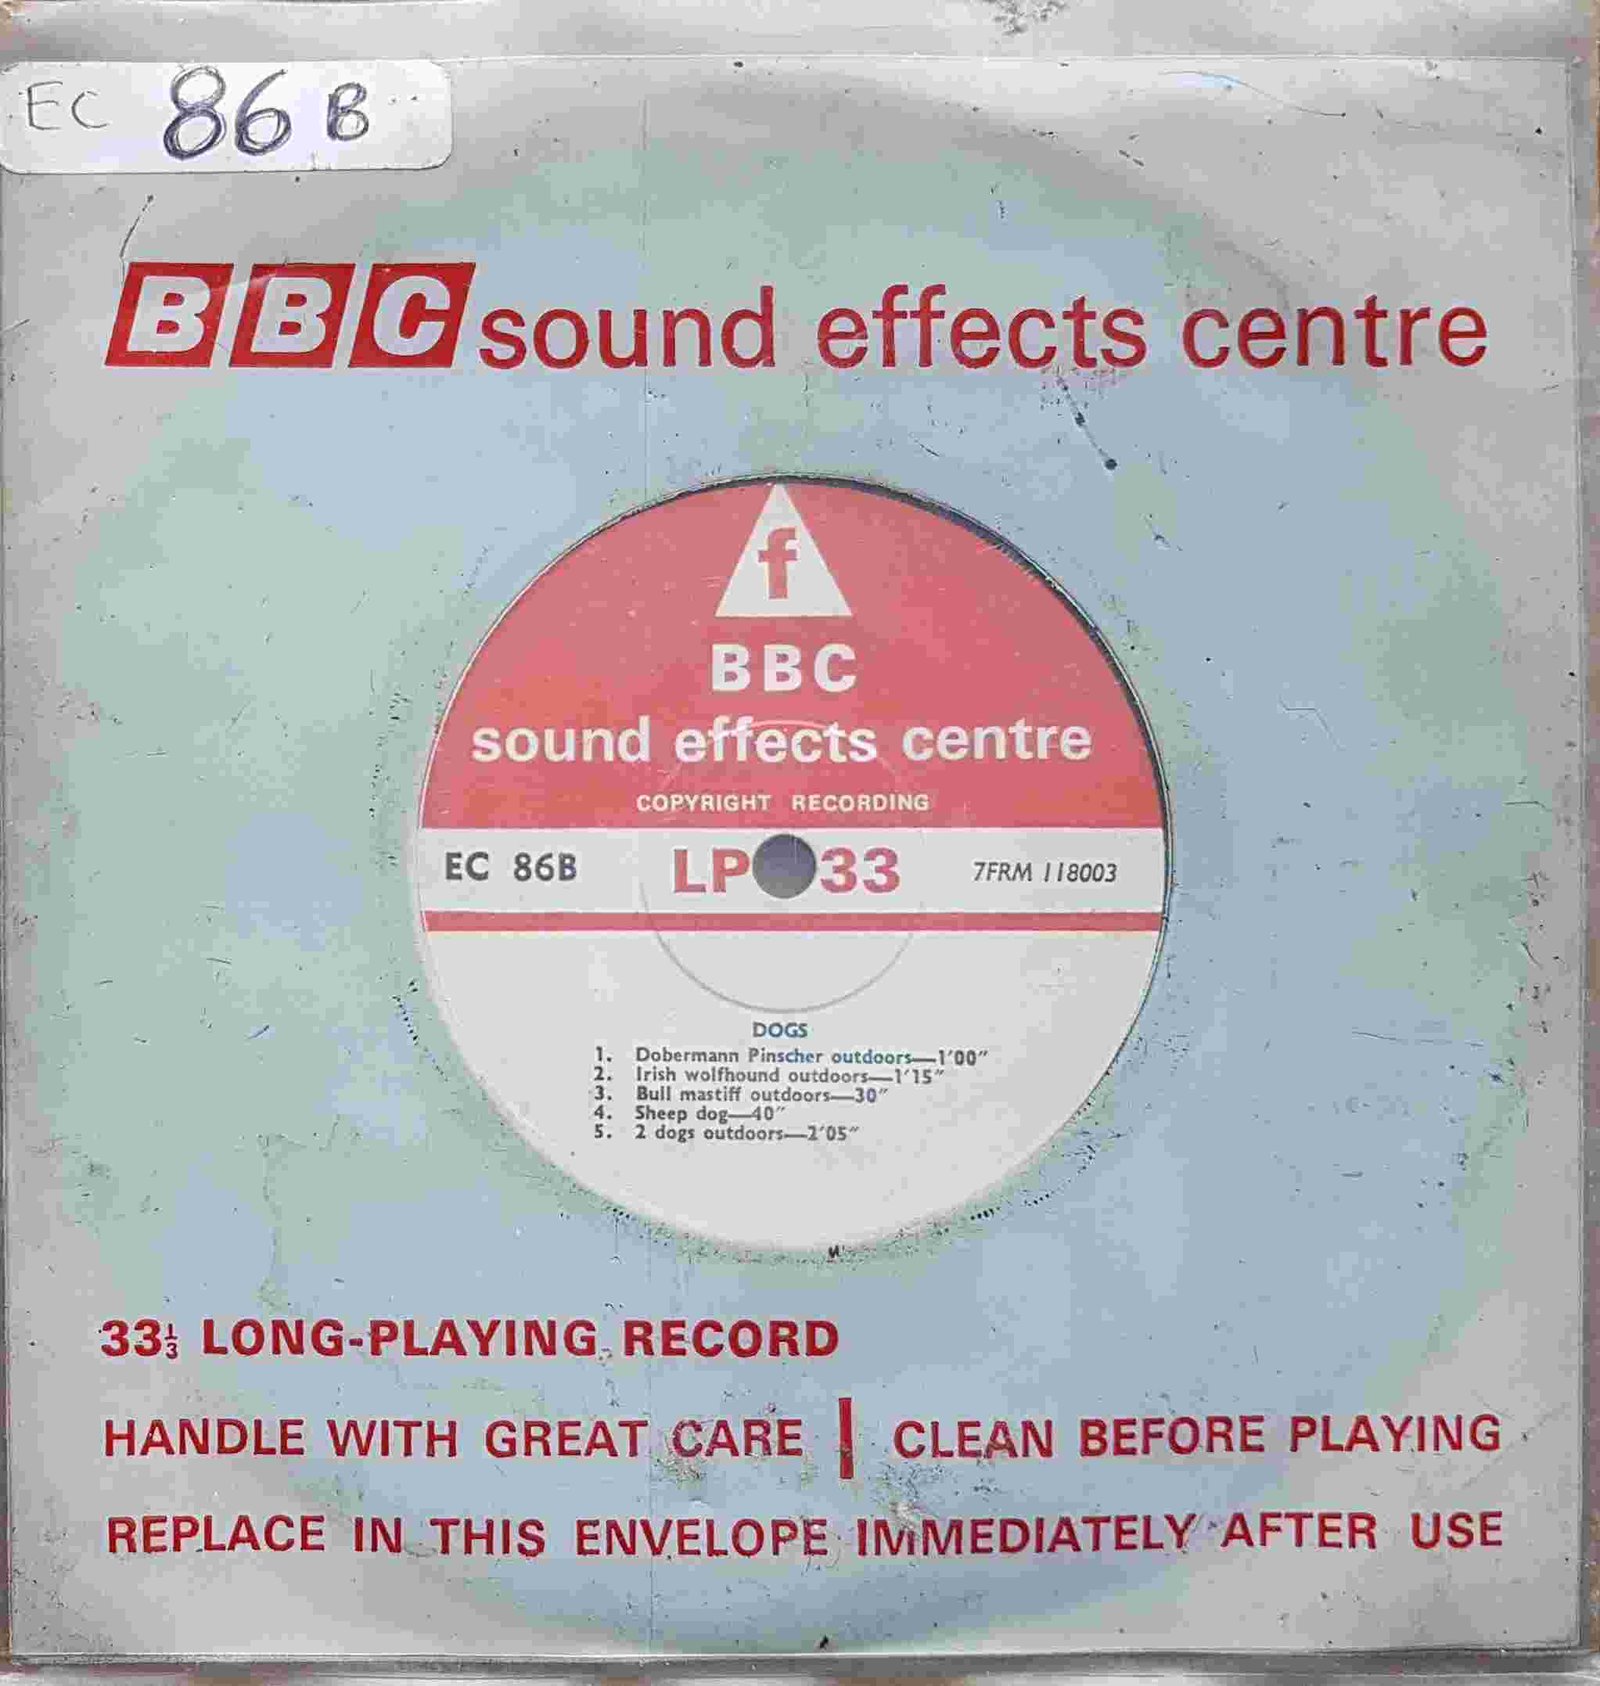 EC 86 B
BBC sound effects centre
f
BBC
sound effects centre
COPYRIGHT RECORDING
EC 86B LP 33 7FRM 118003
DOGS
1. Dobermann Pinscher outdoors—1'00"
2. Irish wolfhound outdoors—1'15"
3. Bull mastiff outdoors—30"
4. Sheep dog—40"
5. 2 dogs outdoors—2'05"
33⅓ LONG-PLAYING RECORD
HANDLE WITH GREAT CARE | CLEAN BEFORE PLAYING
REPLACE IN THIS ENVELOPE IMMEDIATELY AFTER USE